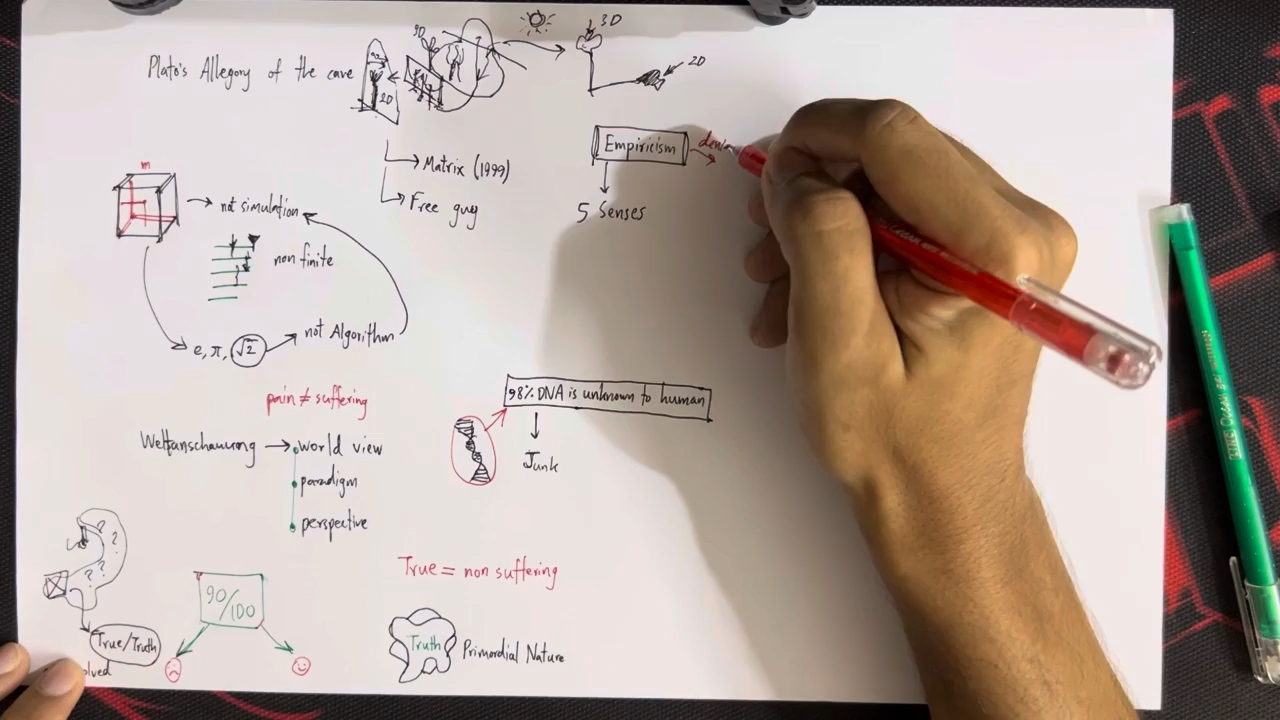 Plato's Allegory of the cave
3D
2D
3D
2D
Matrix (1999)
Free guy
Empiricism
5 Senses
m
not simulation
non finite
e, π, √2
not Algorithm
pain ≠ suffering
98% DNA is unknown to human
Junk
Weltanschauung → world view
paradigm
perspective
? ? ? ?
True/Truth
90/100
True = non suffering
Truth
Primordial Nature